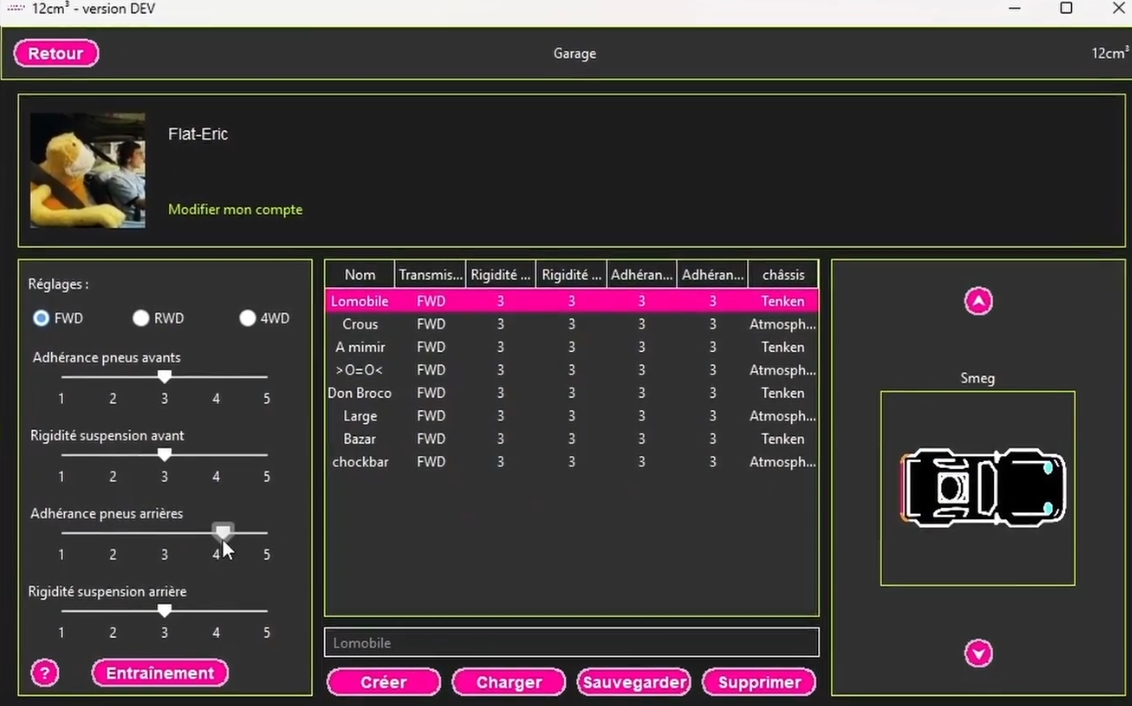 12cm³ - version DEV
Retour
Garage
12cm³
Flat-Eric
Modifier mon compte
Réglages :
FWD RWD 4WD
Adhérance pneus avants
1 2 3 4 5
Rigidité suspension avant
1 2 3 4 5
Adhérance pneus arrières
1 2 3 4 5
Rigidité suspension arrière
1 2 3 4 5
? Entraînement
Nom Transmis... Rigidité ... Rigidité ... Adhéran... Adhéran... châssis
Lomobile FWD 3 3 3 3 Tenken
Crous FWD 3 3 3 3 Atmosph...
A mimir FWD 3 3 3 3 Tenken
>O=O< FWD 3 3 3 3 Atmosph...
Don Broco FWD 3 3 3 3 Tenken
Large FWD 3 3 3 3 Atmosph...
Bazar FWD 3 3 3 3 Tenken
chockbar FWD 3 3 3 3 Atmosph...
Lomobile
Créer Charger Sauvegarder Supprimer
Smeg